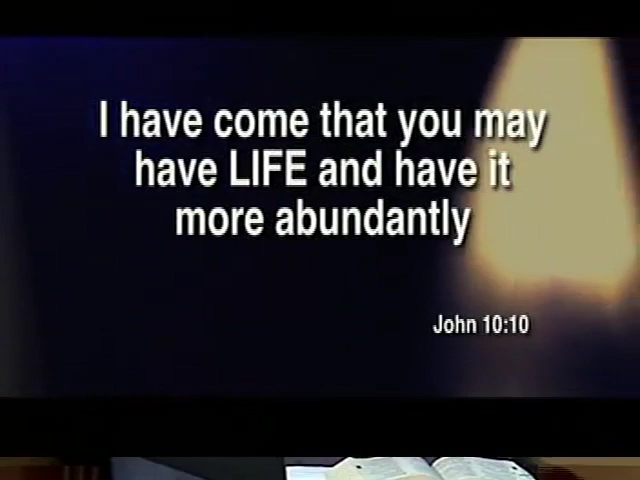 I have come that you may
have LIFE and have it
more abundantly
John 10:10